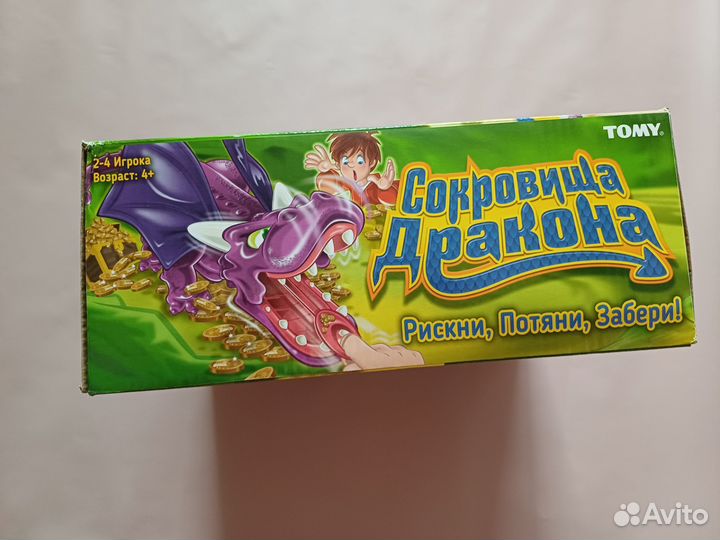 2-4 Игрока
Возраст: 4+
TOMY
Сокровища
Дракона
Рискни, Потяни, Забери!
Avito